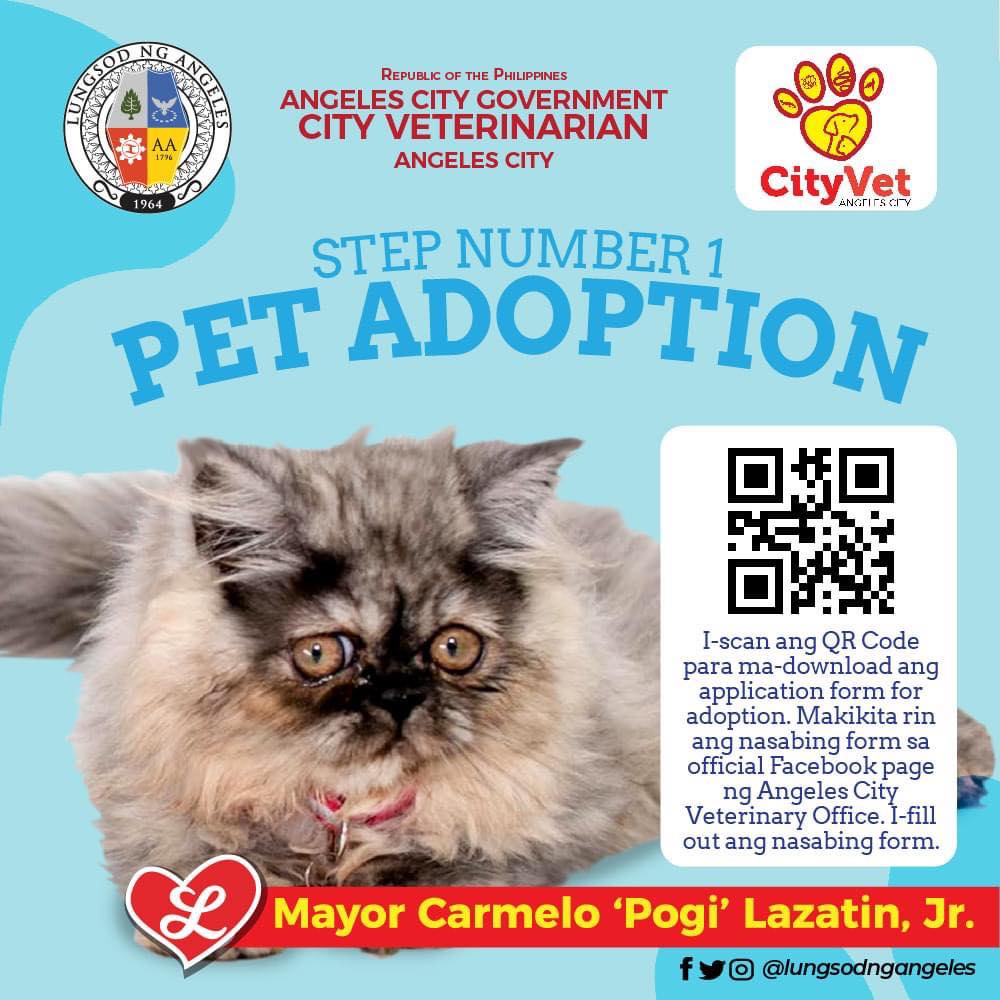 LUNGSOD NG ANGELES
AA
1796
1964
REPUBLIC OF THE PHILIPPINES
ANGELES CITY GOVERNMENT
CITY VETERINARIAN
ANGELES CITY
CityVet
ANGELES CITY
STEP NUMBER 1
PET ADOPTION
I-scan ang QR Code
para ma-download ang
application form for
adoption. Makikita rin
ang nasabing form sa
official Facebook page
ng Angeles City
Veterinary Office. I-fill
out ang nasabing form.
L
Mayor Carmelo ‘Pogi’ Lazatin, Jr.
@lungsodngangeles